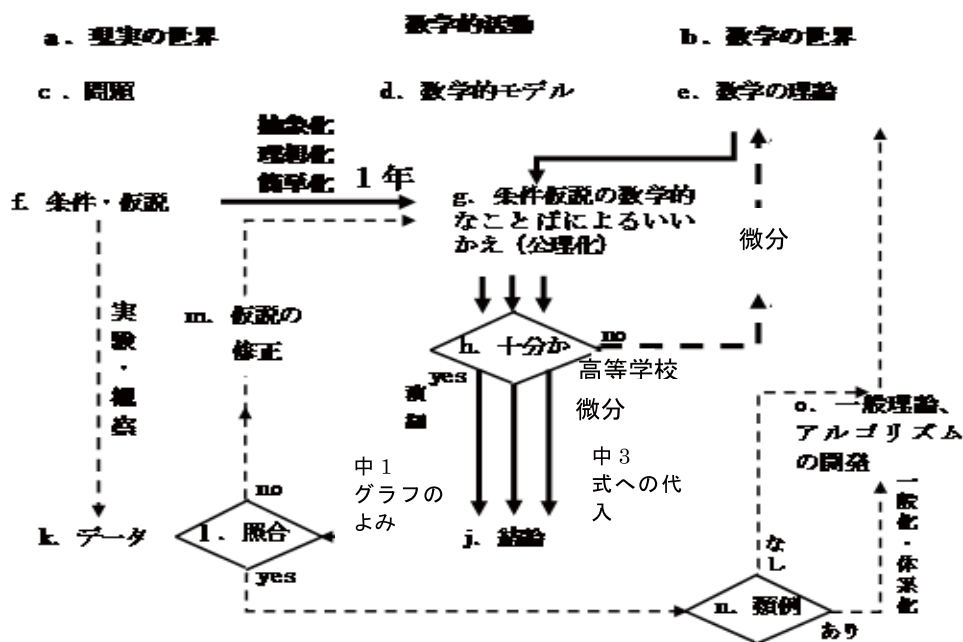 数学的活動
a．現実の世界
b．数学の世界
c．問題
d．数学的モデル
e．数学の理論
抽象化
理想化
簡単化
1年
f. 条件・仮説
g．条件仮説の数学的
なことばによるいい
かえ（公理化）
微分
実験・観察
m. 仮説の
修正
h．十分か
no
高等学校
yes
演繹
微分
o．一般理論、
アルゴリズム
の開発
中1
グラフの
よみ
中3
式への代
入
一般化・体系化
no
k. データ
l．照合
j．結論
なし
yes
n．類例
あり